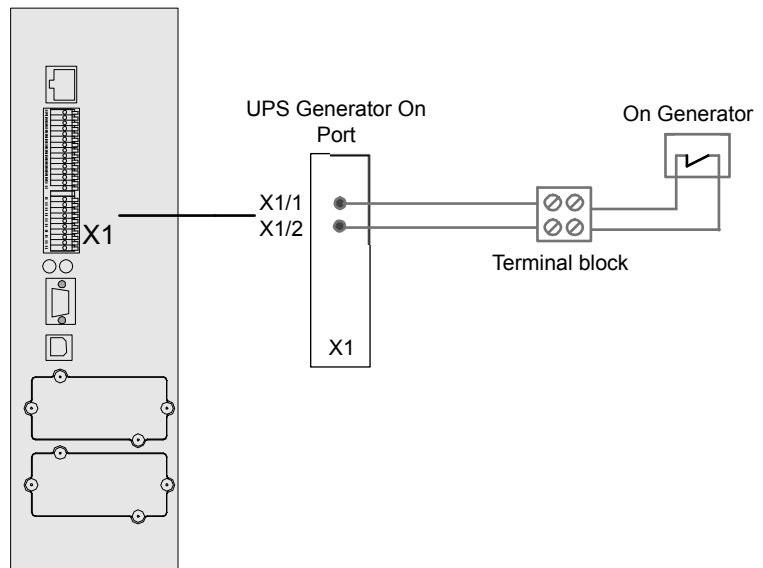 UPS Generator On
Port
On Generator
X1/1
X1/2
X1
Terminal block
X1